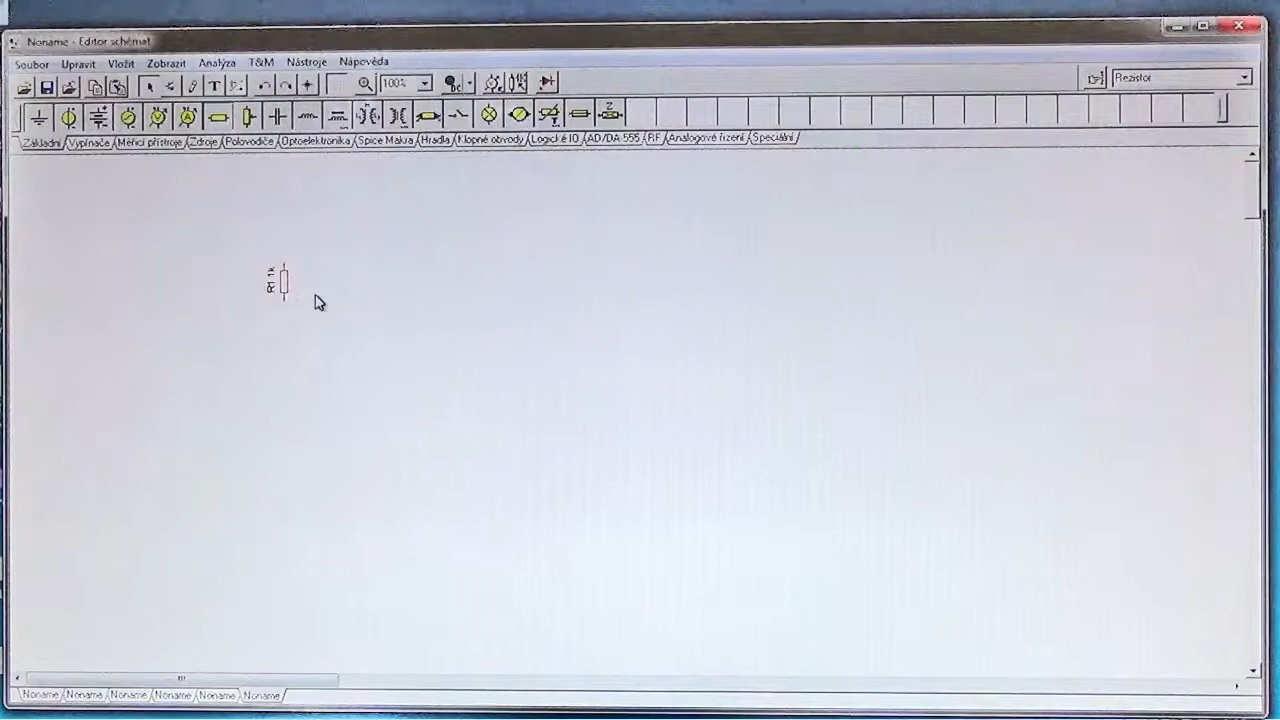 Noname - Editor schémat
Soubor Upravit Vložit Zobrazit Analýza T&M Nástroje Nápověda
T 100% DC Rezistor
V A Z
Základní Vypínače Měřicí přístroje Zdroje Polovodiče Optoelektronika Spice Makra Hradla Klopné obvody Logické IO AD/DA-555 RF Analogové řízení Speciální
R1 1k
Noname Noname Noname Noname Noname Noname